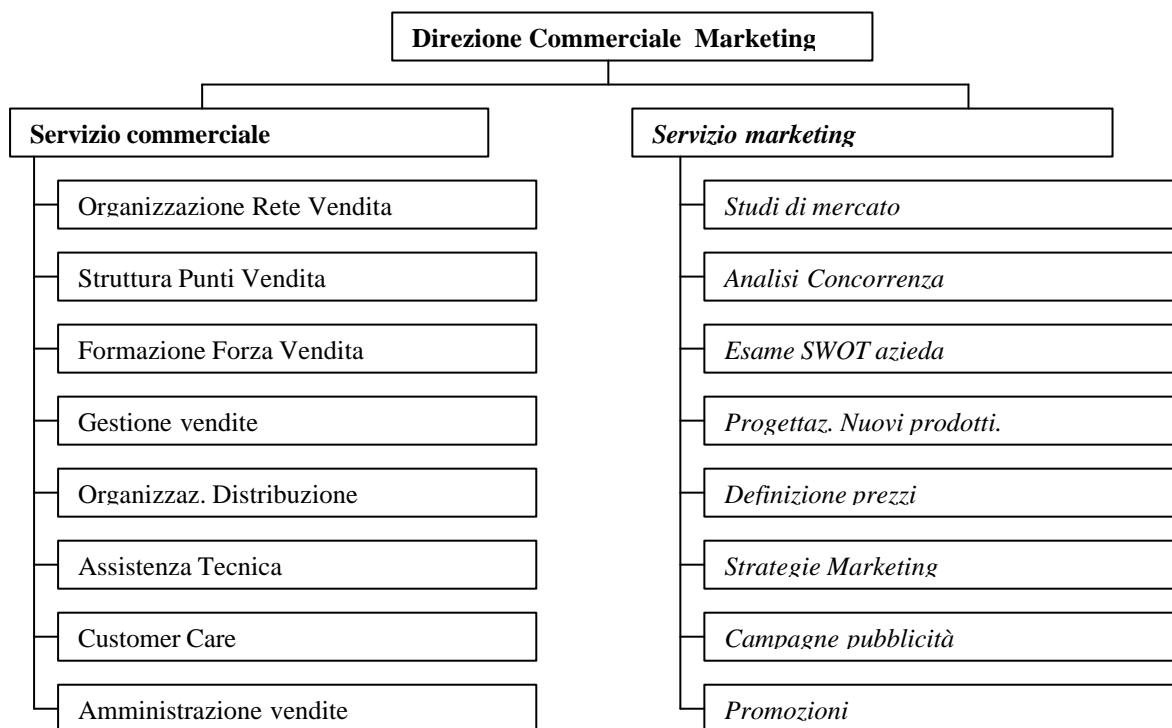 Direzione Commerciale Marketing
Servizio commerciale
Organizzazione Rete Vendita
Struttura Punti Vendita
Formazione Forza Vendita
Gestione vendite
Organizzaz. Distribuzione
Assistenza Tecnica
Customer Care
Amministrazione vendite
Servizio marketing
Studi di mercato
Analisi Concorrenza
Esame SWOT azieda
Progettaz. Nuovi prodotti.
Definizione prezzi
Strategie Marketing
Campagne pubblicità
Promozioni